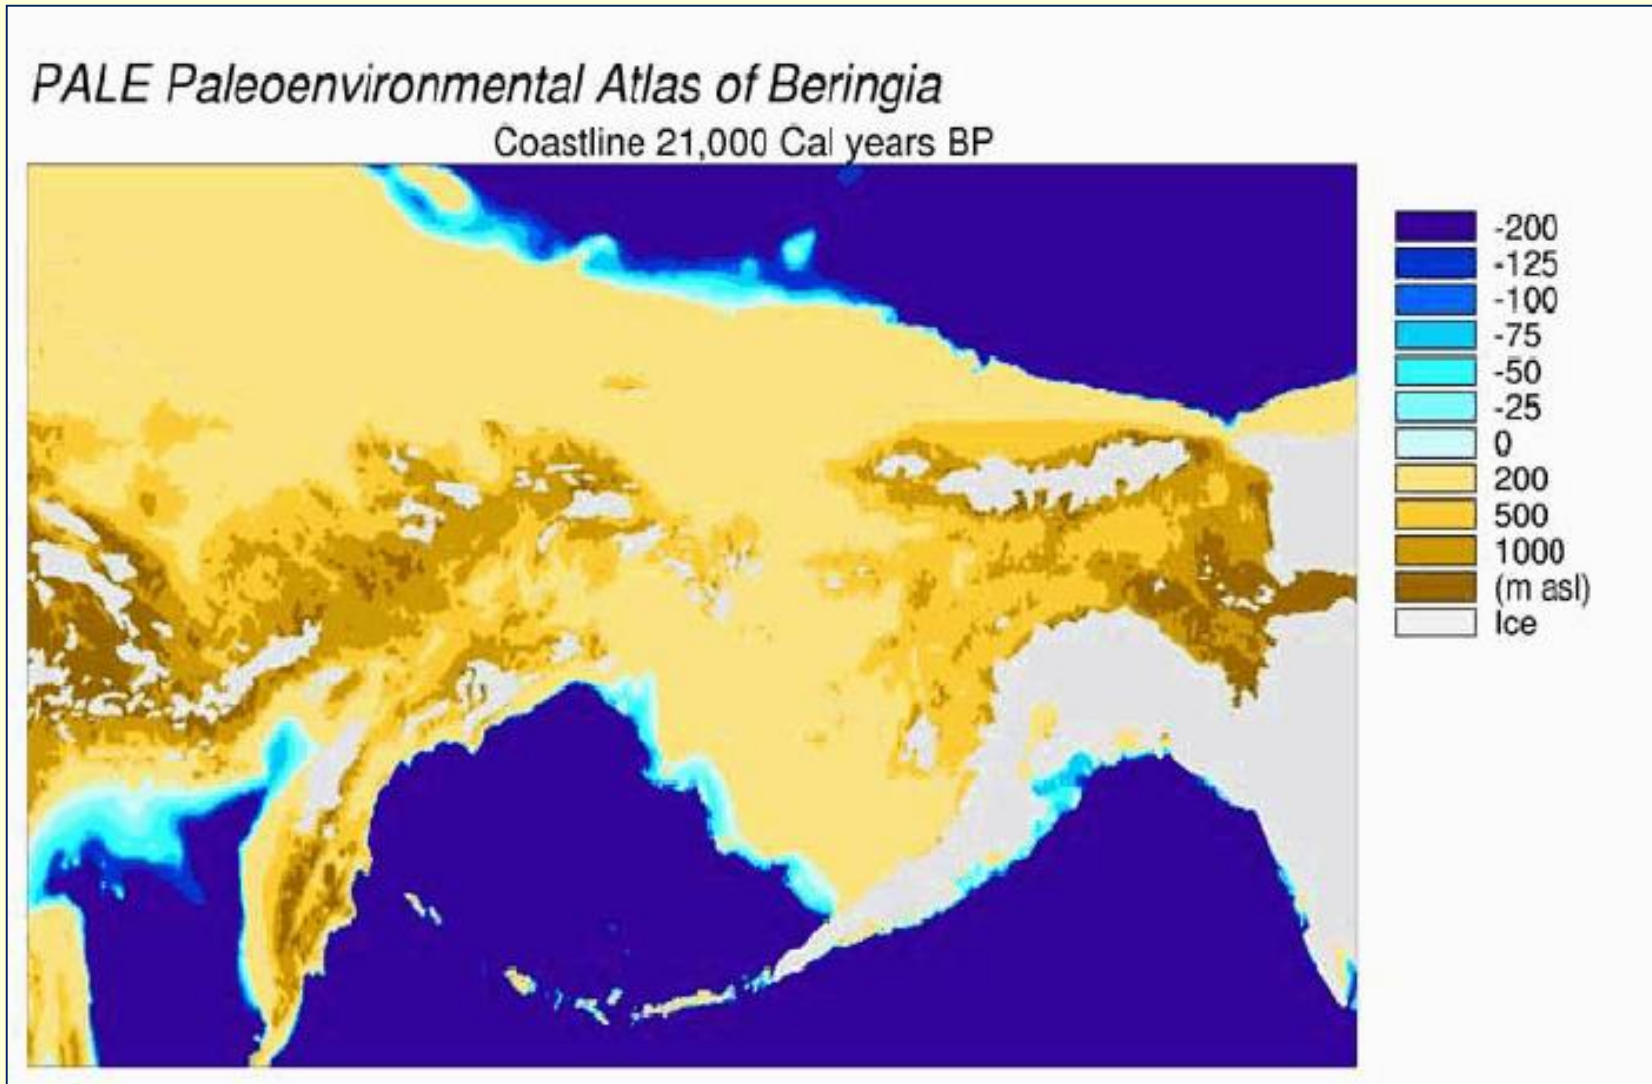 PALE Paleoenvironmental Atlas of Beringia
Coastline 21,000 Cal years BP
-200
-125
-100
-75
-50
-25
0
200
500
1000
(m asl)
Ice